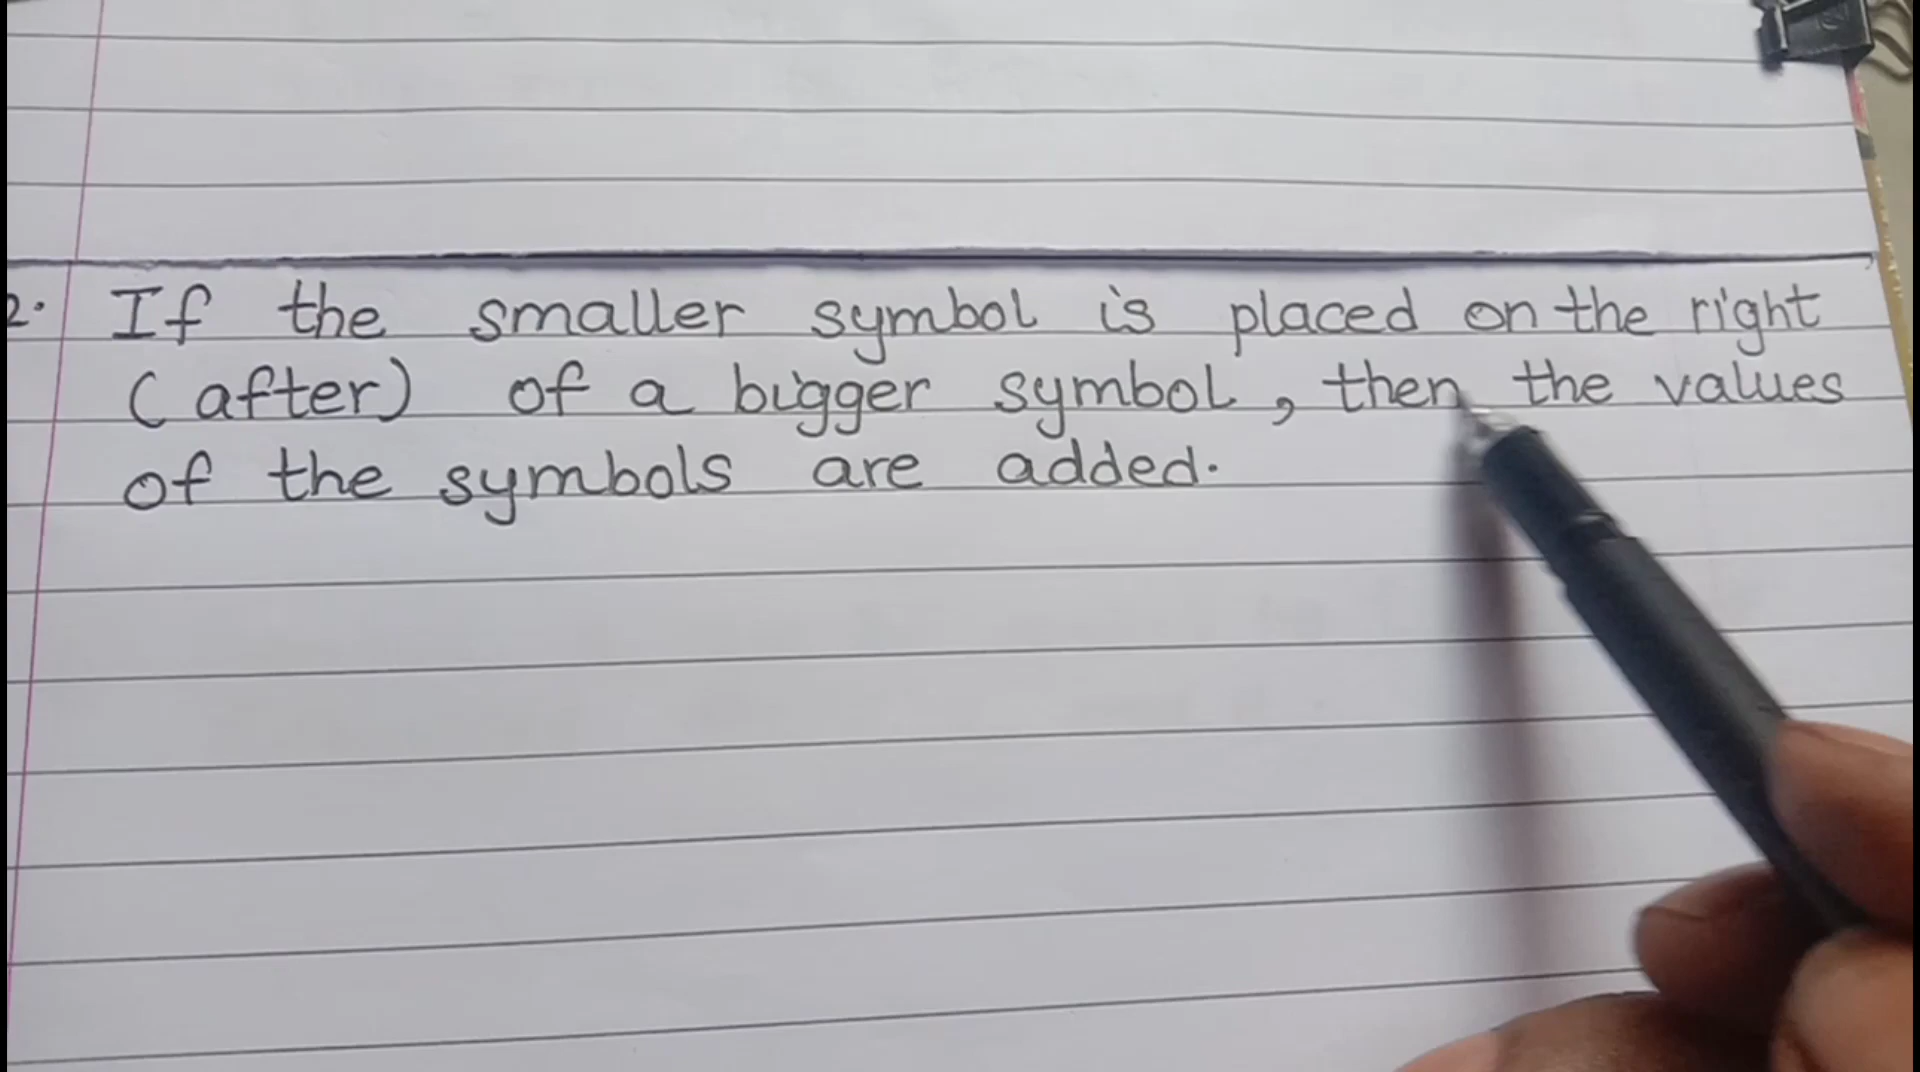 2. If the smaller symbol is placed on the right
(after) of a bigger symbol, then the values
of the symbols are added.